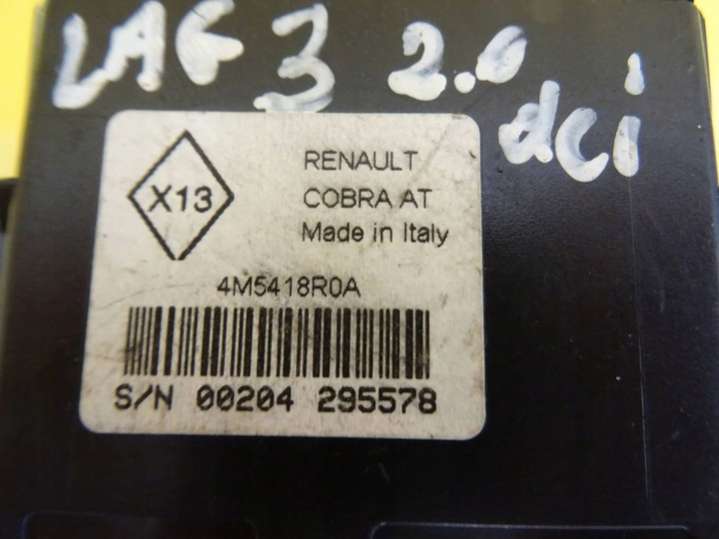 LAG 3 2.0
dci
X13
RENAULT
COBRA AT
Made in Italy
4M5418R0A
S/N 00204 295578